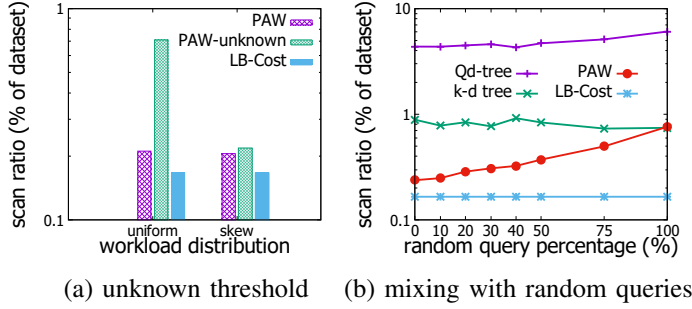 scan ratio (% of dataset)
1
0.1
PAW
PAW-unknown
LB-Cost
uniform
skew
workload distribution
(a) unknown threshold
scan ratio (% of dataset)
10
1
0.1
Qd-tree
k-d tree
PAW
LB-Cost
0 10 20 30 40 50 75 100
random query percentage (%)
(b) mixing with random queries